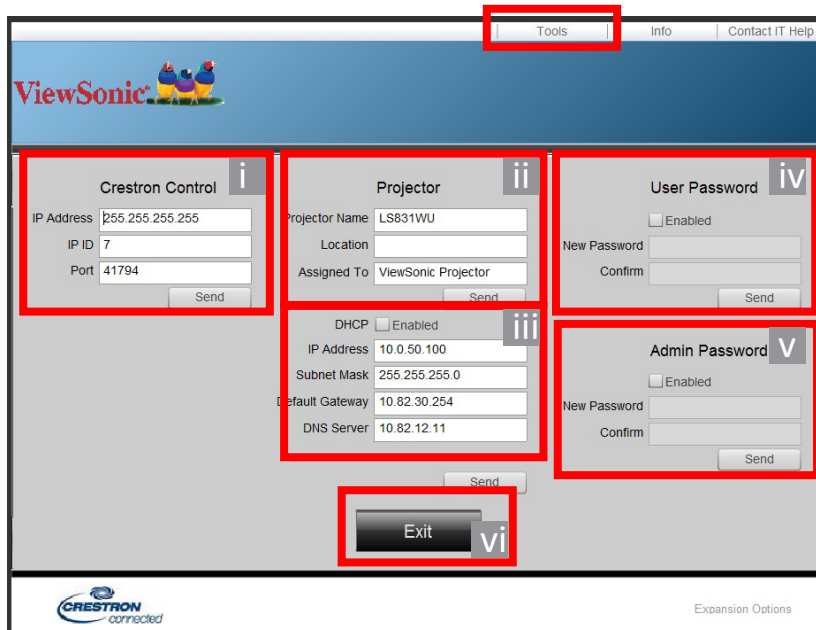 Tools Info Contact IT Help
ViewSonic
i
Crestron Control
IP Address 255.255.255.255
IP ID 7
Port 41794
Send
ii
Projector
Projector Name LS831WU
Location
Assigned To ViewSonic Projector
Send
iii
DHCP Enabled
IP Address 10.0.50.100
Subnet Mask 255.255.255.0
Default Gateway 10.82.30.254
DNS Server 10.82.12.11
Send
iv
User Password
Enabled
New Password
Confirm
Send
v
Admin Password
Enabled
New Password
Confirm
Send
Exit
vi
CRESTRON
connected
Expansion Options